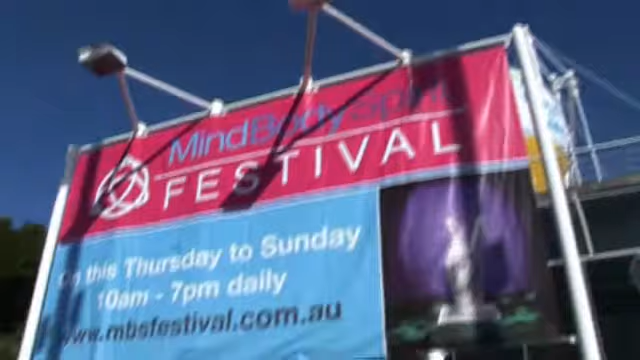 MindBodySpirit
FESTIVAL
On this Thursday to Sunday
10am - 7pm daily
www.mbsfestival.com.au